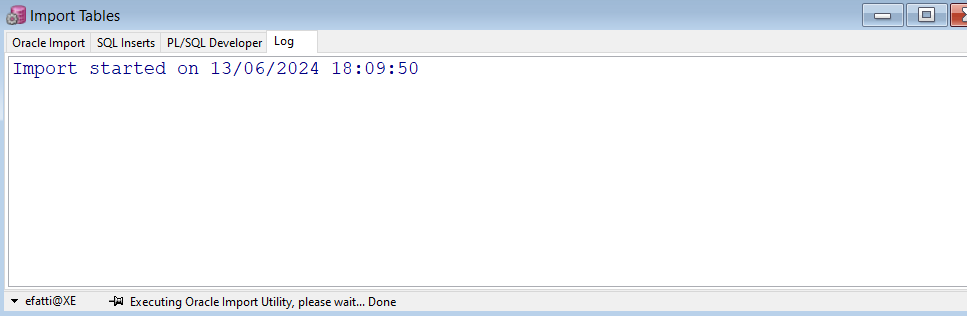 Import Tables
Oracle Import SQL Inserts PL/SQL Developer Log
Import started on 13/06/2024 18:09:50
efatti@XE Executing Oracle Import Utility, please wait... Done